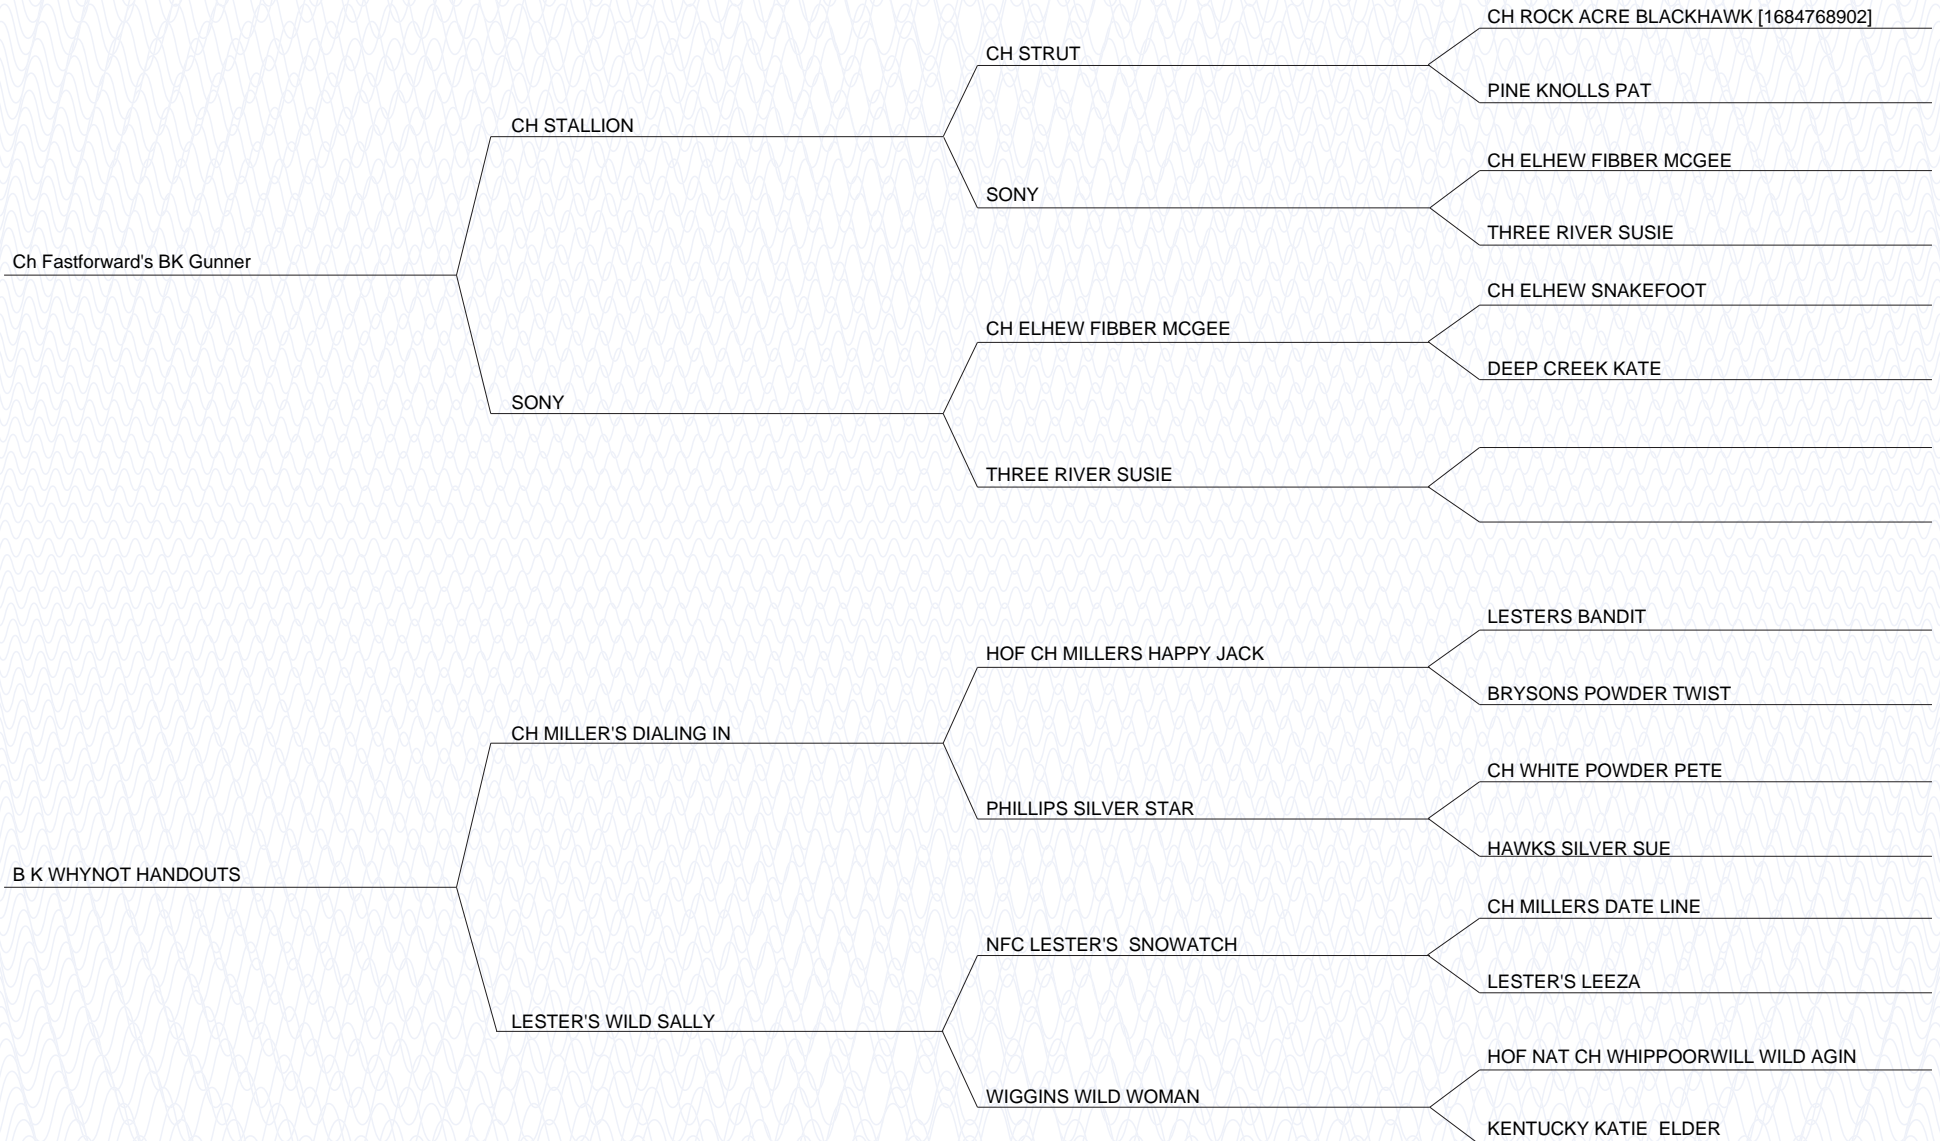 CH ROCK ACRE BLACKHAWK [1684768902]
CH STRUT
PINE KNOLLS PAT
CH STALLION
CH ELHEW FIBBER MCGEE
SONY
THREE RIVER SUSIE
Ch Fastforward's BK Gunner
CH ELHEW SNAKEFOOT
CH ELHEW FIBBER MCGEE
DEEP CREEK KATE
SONY
THREE RIVER SUSIE
LESTERS BANDIT
HOF CH MILLERS HAPPY JACK
BRYSONS POWDER TWIST
CH MILLER'S DIALING IN
CH WHITE POWDER PETE
PHILLIPS SILVER STAR
HAWKS SILVER SUE
B K WHYNOT HANDOUTS
CH MILLERS DATE LINE
NFC LESTER'S  SNOWATCH
LESTER'S LEEZA
LESTER'S WILD SALLY
HOF NAT CH WHIPPOORWILL WILD AGIN
WIGGINS WILD WOMAN
KENTUCKY KATIE  ELDER